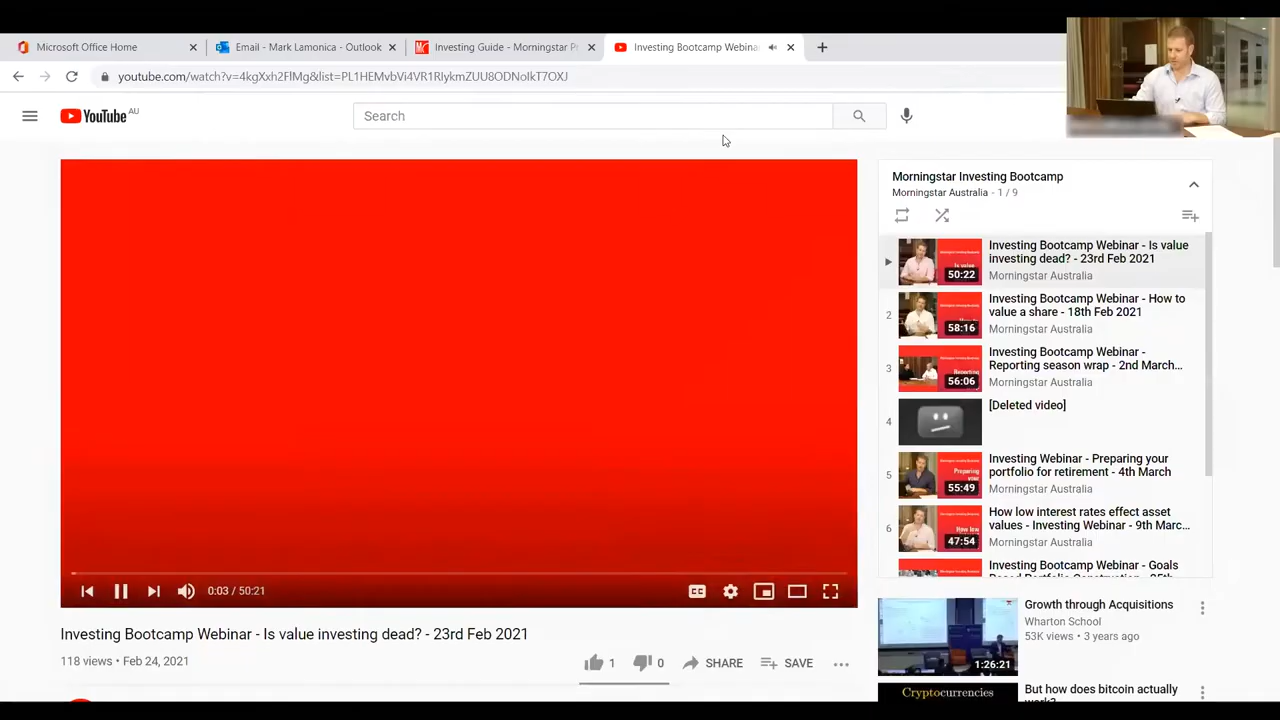 Microsoft Office Home
Email - Mark Lamonica - Outlook
Investing Guide - Morningstar Pr
Investing Bootcamp Webina
youtube.com/watch?v=4kgXxh2FlMg&list=PL1HEMvbVi4VR1RlykmZUU8ODNolkT7OXJ
YouTube AU
Search
Morningstar Investing Bootcamp
Morningstar Australia - 1 / 9
Investing Bootcamp Webinar - Is value
investing dead? - 23rd Feb 2021
Morningstar Australia
50:22
2
Investing Bootcamp Webinar - How to
value a share - 18th Feb 2021
Morningstar Australia
58:16
3
Investing Bootcamp Webinar -
Reporting season wrap - 2nd March...
Morningstar Australia
56:06
4
[Deleted video]
5
Investing Webinar - Preparing your
portfolio for retirement - 4th March
Morningstar Australia
55:49
6
How low interest rates effect asset
values - Investing Webinar - 9th Marc...
Morningstar Australia
47:54
Investing Bootcamp Webinar - Goals
0:03 / 50:21
Investing Bootcamp Webinar - Is value investing dead? - 23rd Feb 2021
118 views • Feb 24, 2021
1
0
SHARE
SAVE
Growth through Acquisitions
Wharton School
53K views • 3 years ago
1:26:21
Cryptocurrencies
But how does bitcoin actually
work?